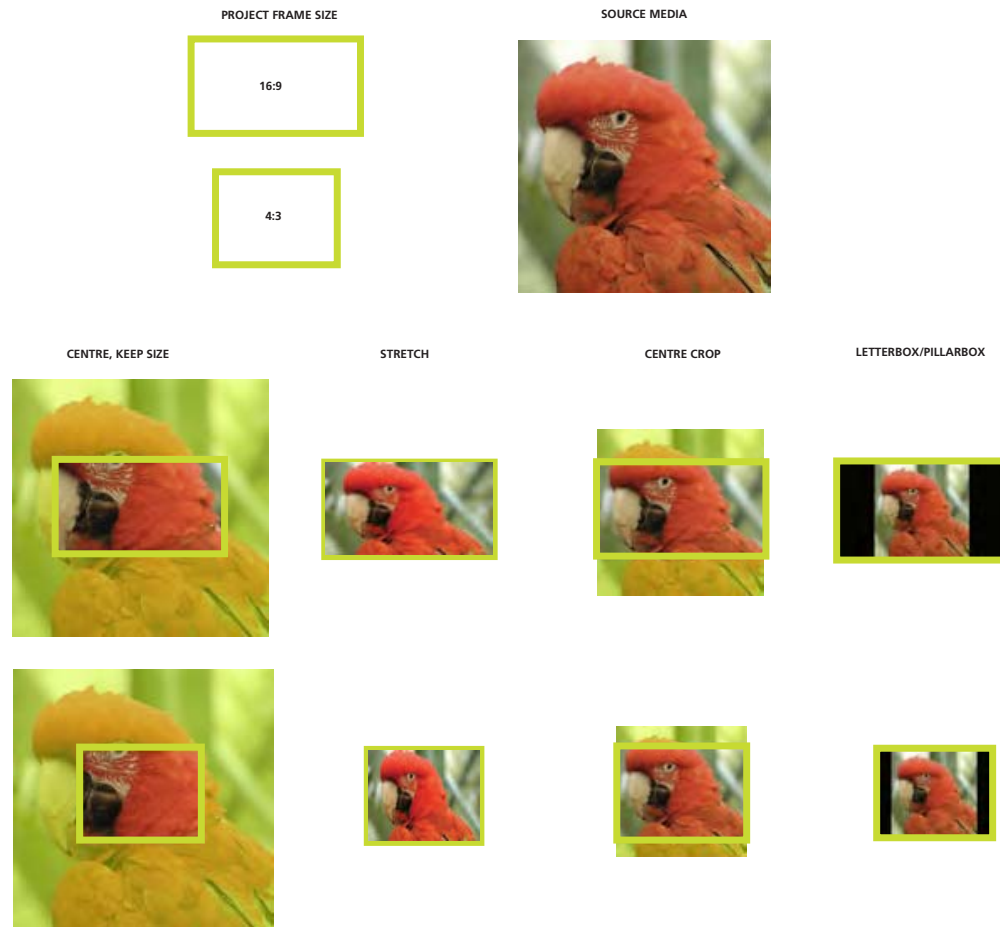 PROJECT FRAME SIZE
SOURCE MEDIA
16:9
4:3
CENTRE, KEEP SIZE
STRETCH
CENTRE CROP
LETTERBOX/PILLARBOX